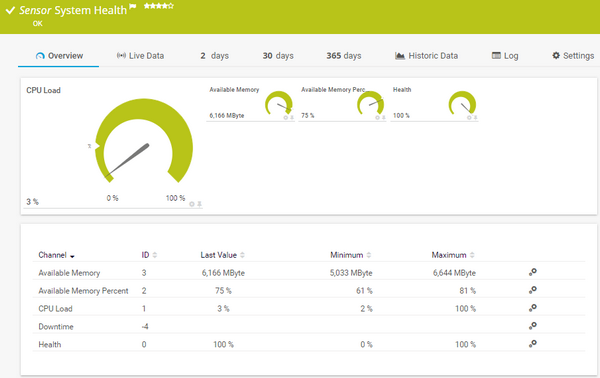 Sensor System Health
OK
Overview Live Data 2 days 30 days 365 days Historic Data Log Settings
CPU Load
3 %
0 % 100 %
Available Memory
6,166 MByte
Available Memory Perc...
75 %
Health
100 %
Channel ID Last Value Minimum Maximum
Available Memory 3 6,166 MByte 5,033 MByte 6,644 MByte
Available Memory Percent 2 75 % 61 % 81 %
CPU Load 1 3 % 2 % 100 %
Downtime -4
Health 0 100 % 0 % 100 %